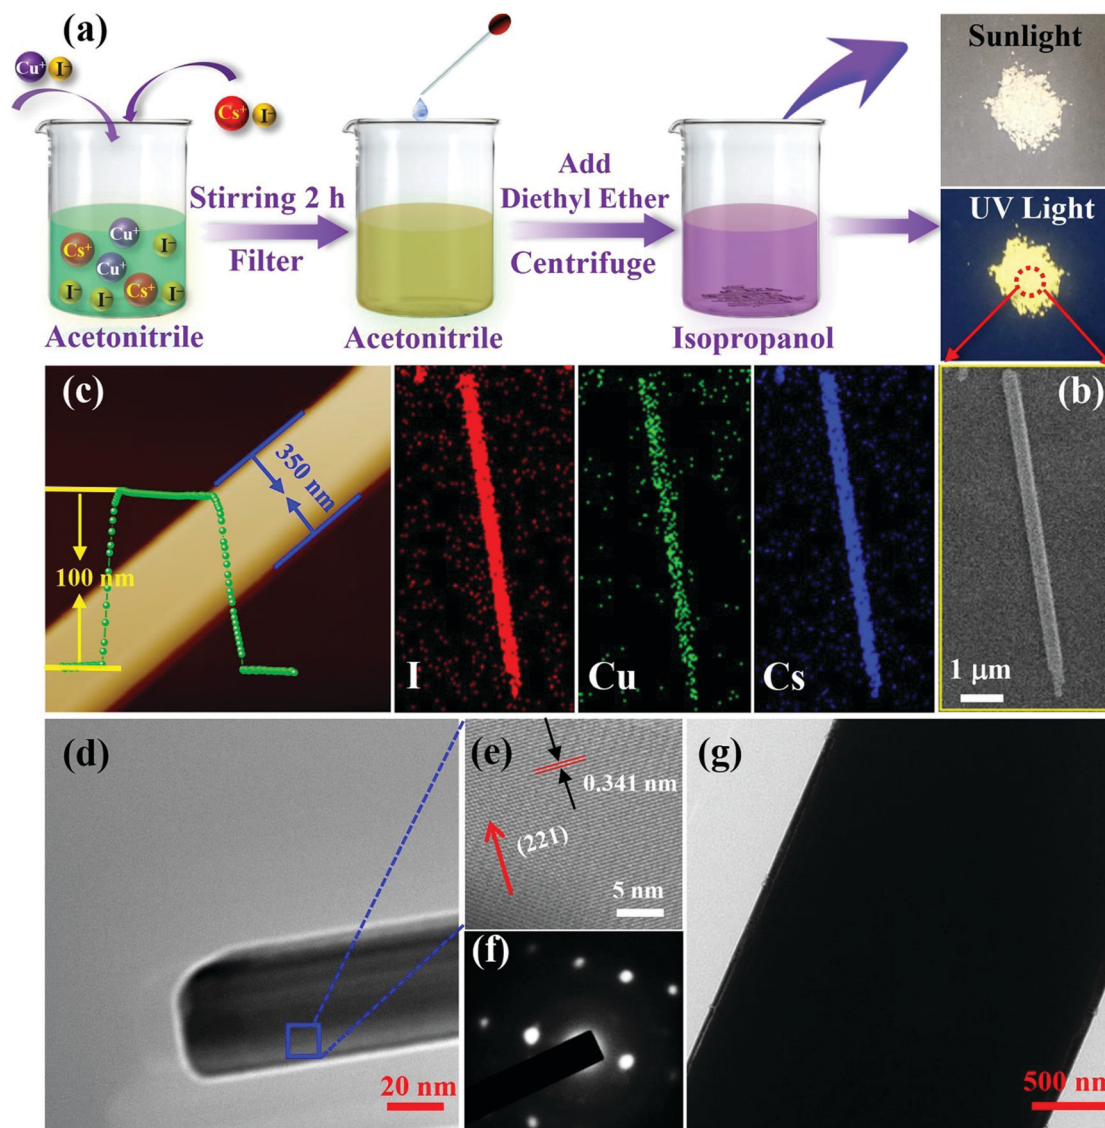 (a)
Cu⁺ I⁻
Cs⁺ I⁻
Stirring 2 h
Filter
Add
Diethyl Ether
Centrifuge
Cu⁺
Cs⁺ I⁻
Cu⁺
I⁻ I⁻ Cs⁺ I⁻
Acetonitrile
Acetonitrile
Isopropanol
Sunlight
UV Light
(c)
350 nm
100 nm
I
Cu
Cs
(b)
1 μm
(d)
20 nm
(e)
0.341 nm
(221)
5 nm
(f)
(g)
500 nm